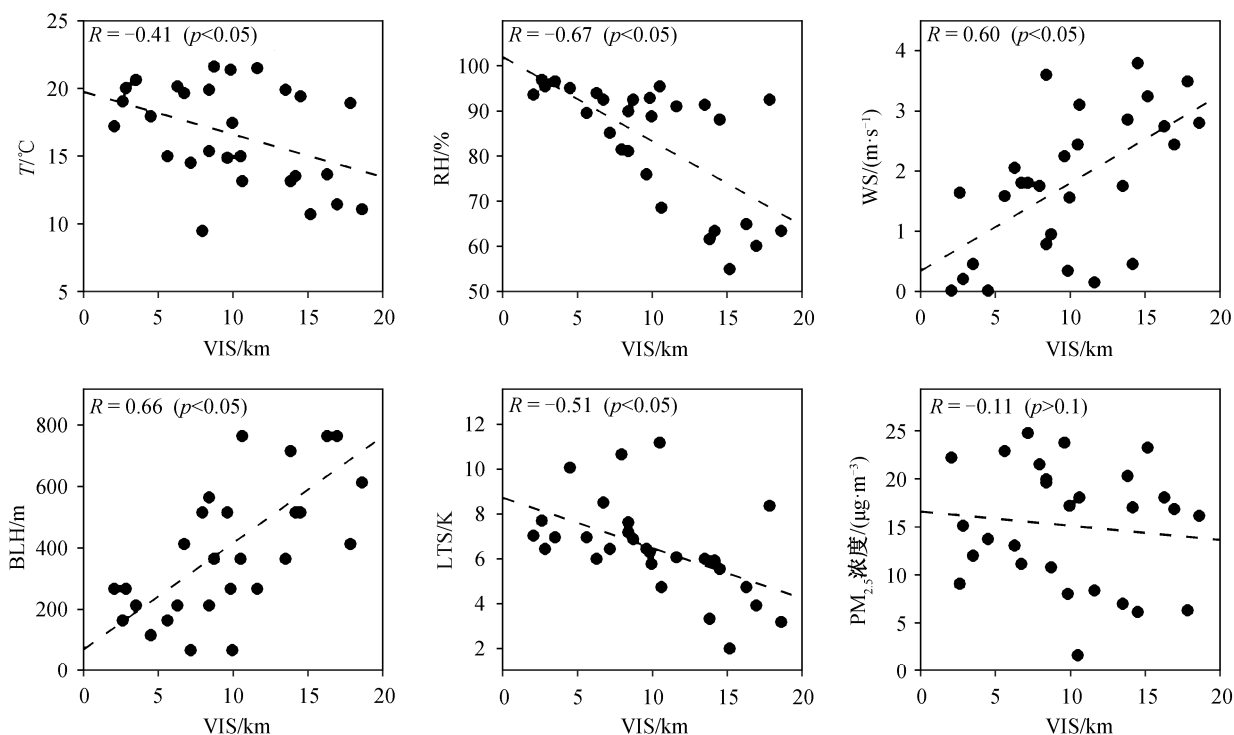 R = −0.41 (p<0.05)
25
20
15
10
5
T/℃
0 5 10 15 20
VIS/km
R = −0.67 (p<0.05)
100
90
80
70
60
50
RH/%
0 5 10 15 20
VIS/km
R = 0.60 (p<0.05)
4
3
2
1
0
WS/(m·s⁻¹)
0 5 10 15 20
VIS/km
R = 0.66 (p<0.05)
800
600
400
200
0
BLH/m
0 5 10 15 20
VIS/km
R = −0.51 (p<0.05)
12
10
8
6
4
2
LTS/K
0 5 10 15 20
VIS/km
R = −0.11 (p>0.1)
25
20
15
10
5
0
PM₂.₅浓度/(μg·m⁻³)
0 5 10 15 20
VIS/km